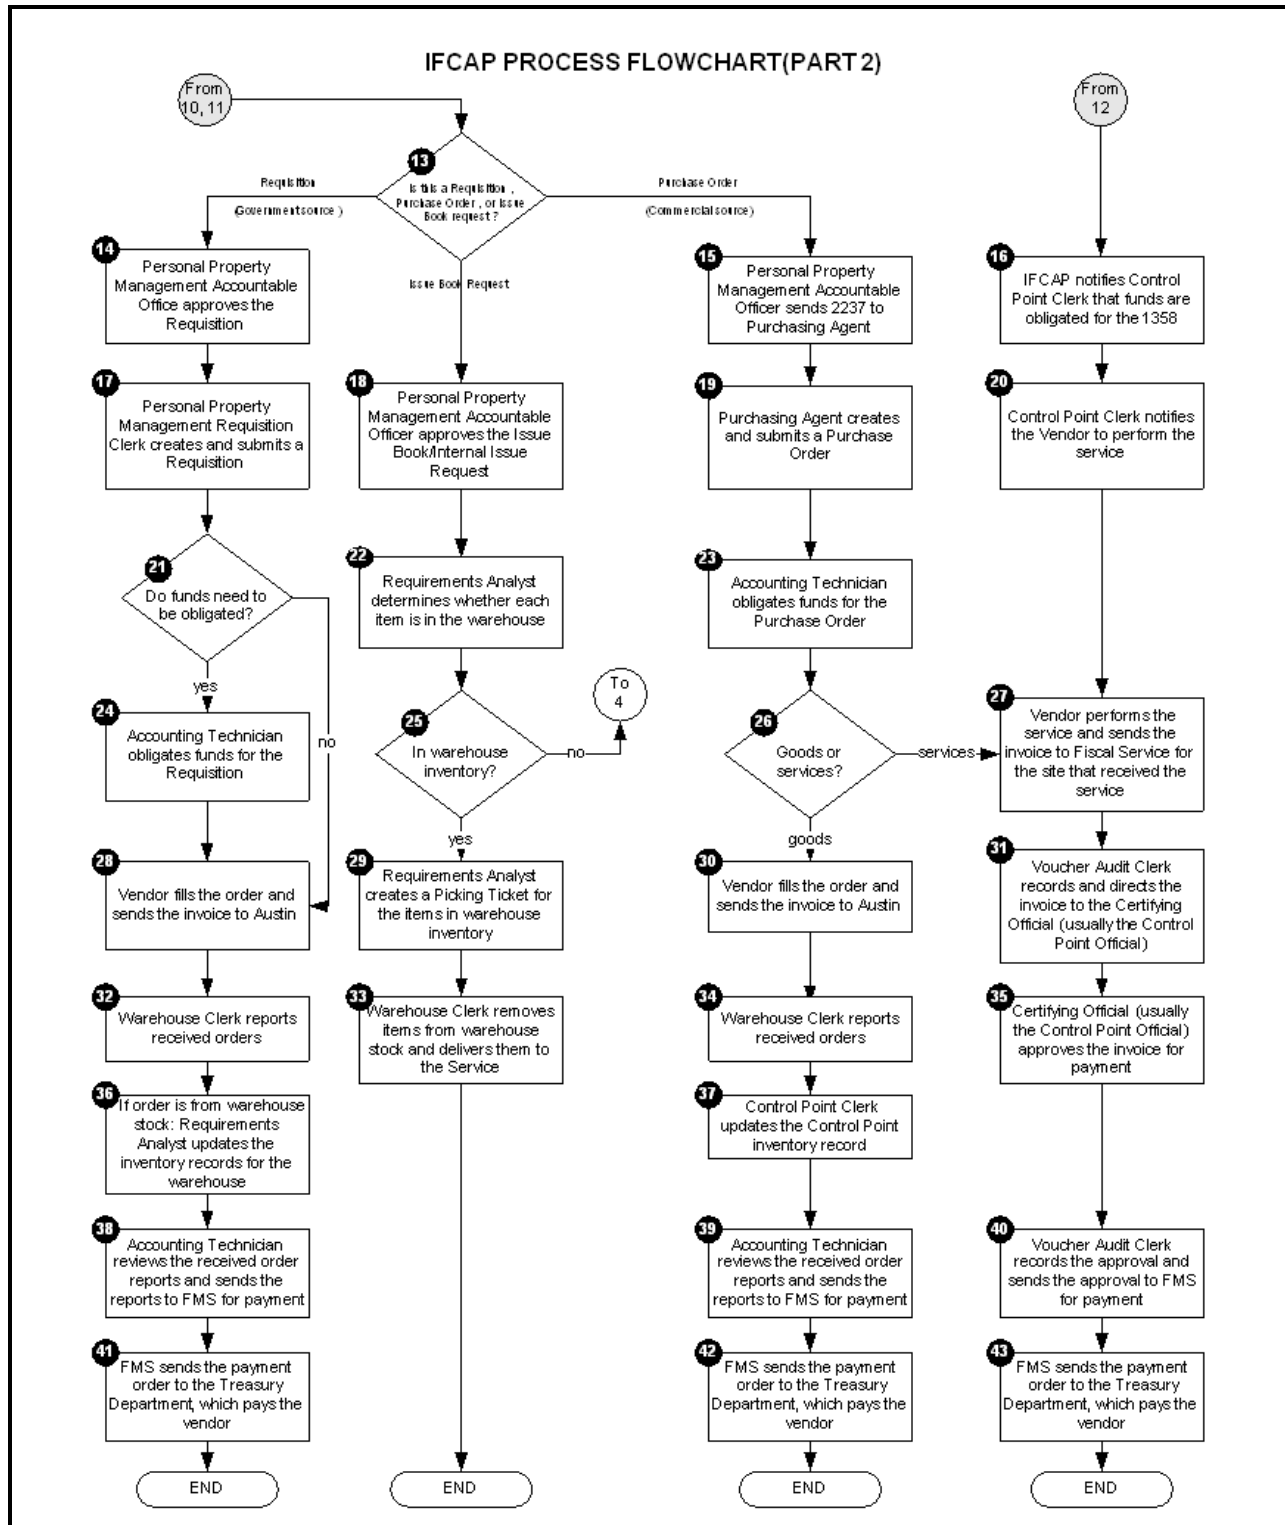 IFCAP PROCESS FLOWCHART(PART 2)
From
10, 11
From
12
13
Is this a Requisition ,
Purchase Order , or Issue
Book request ?
Requisition
(Government source )
Purchase Order
(Commercial source)
Issue Book Request
14
Personal Property
Management Accountable
Office approves the
Requisition
15
Personal Property
Management Accountable
Officer sends 2237 to
Purchasing Agent
16
IFCAP notifies Control
Point Clerk that funds are
obligated for the 1358
17
Personal Property
Management Requisition
Clerk creates and submits a
Requisition
18
Personal Property
Management Accountable
Officer approves the Issue
Book/Internal Issue
Request
19
Purchasing Agent creates
and submits a Purchase
Order
20
Control Point Clerk notifies
the Vendor to perform the
service
21
Do funds need to
be obligated?
yes
no
22
Requirements Analyst
determines whether each
item is in the warehouse
23
Accounting Technician
obligates funds for the
Purchase Order
24
Accounting Technician
obligates funds for the
Requisition
25
In warehouse
inventory?
no
To
4
yes
26
Goods or
services?
services
goods
27
Vendor performs the
service and sends the
invoice to Fiscal Service for
the site that received the
service
28
Vendor fills the order and
sends the invoice to Austin
29
Requirements Analyst
creates a Picking Ticket for
the items in warehouse
inventory
30
Vendor fills the order and
sends the invoice to Austin
31
Voucher Audit Clerk
records and directs the
invoice to the Certifying
Official (usually the Control
Point Official)
32
Warehouse Clerk reports
received orders
33
Warehouse Clerk removes
items from warehouse
stock and delivers them to
the Service
34
Warehouse Clerk reports
received orders
35
Certifying Official (usually
the Control Point Official)
approves the invoice for
payment
36
If order is from warehouse
stock: Requirements
Analyst updates the
inventory records for the
warehouse
37
Control Point Clerk
updates the Control Point
inventory record
38
Accounting Technician
reviews the received order
reports and sends the
reports to FMS for payment
39
Accounting Technician
reviews the received order
reports and sends the
reports to FMS for payment
40
Voucher Audit Clerk
records the approval and
sends the approval to FMS
for payment
41
FMS sends the payment
order to the Treasury
Department, which pays the
vendor
42
FMS sends the payment
order to the Treasury
Department, which pays the
vendor
43
FMS sends the payment
order to the Treasury
Department, which pays the
vendor
END
END
END
END